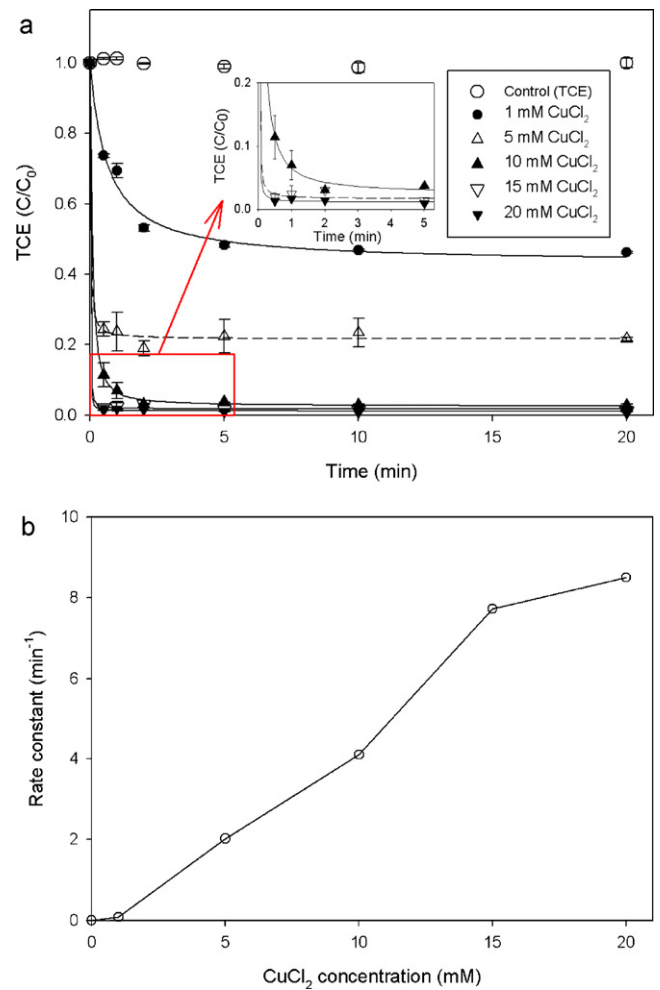 a
TCE (C/C₀)
1.0
0.8
0.6
0.4
0.2
0.0
0
5
10
15
20
Time (min)
TCE (C/C₀)
0.2
0.1
0.0
0
1
2
3
4
5
Time (min)
Control (TCE)
1 mM CuCl₂
5 mM CuCl₂
10 mM CuCl₂
15 mM CuCl₂
20 mM CuCl₂
b
Rate constant (min⁻¹)
10
8
6
4
2
0
0
5
10
15
20
CuCl₂ concentration (mM)